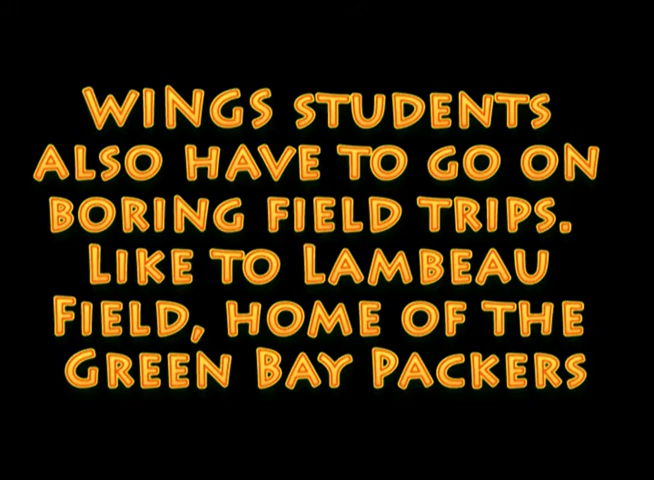 WINGS STUDENTS
ALSO HAVE TO GO ON
BORING FIELD TRIPS.
LIKE TO LAMBEAU
FIELD, HOME OF THE
GREEN BAY PACKERS